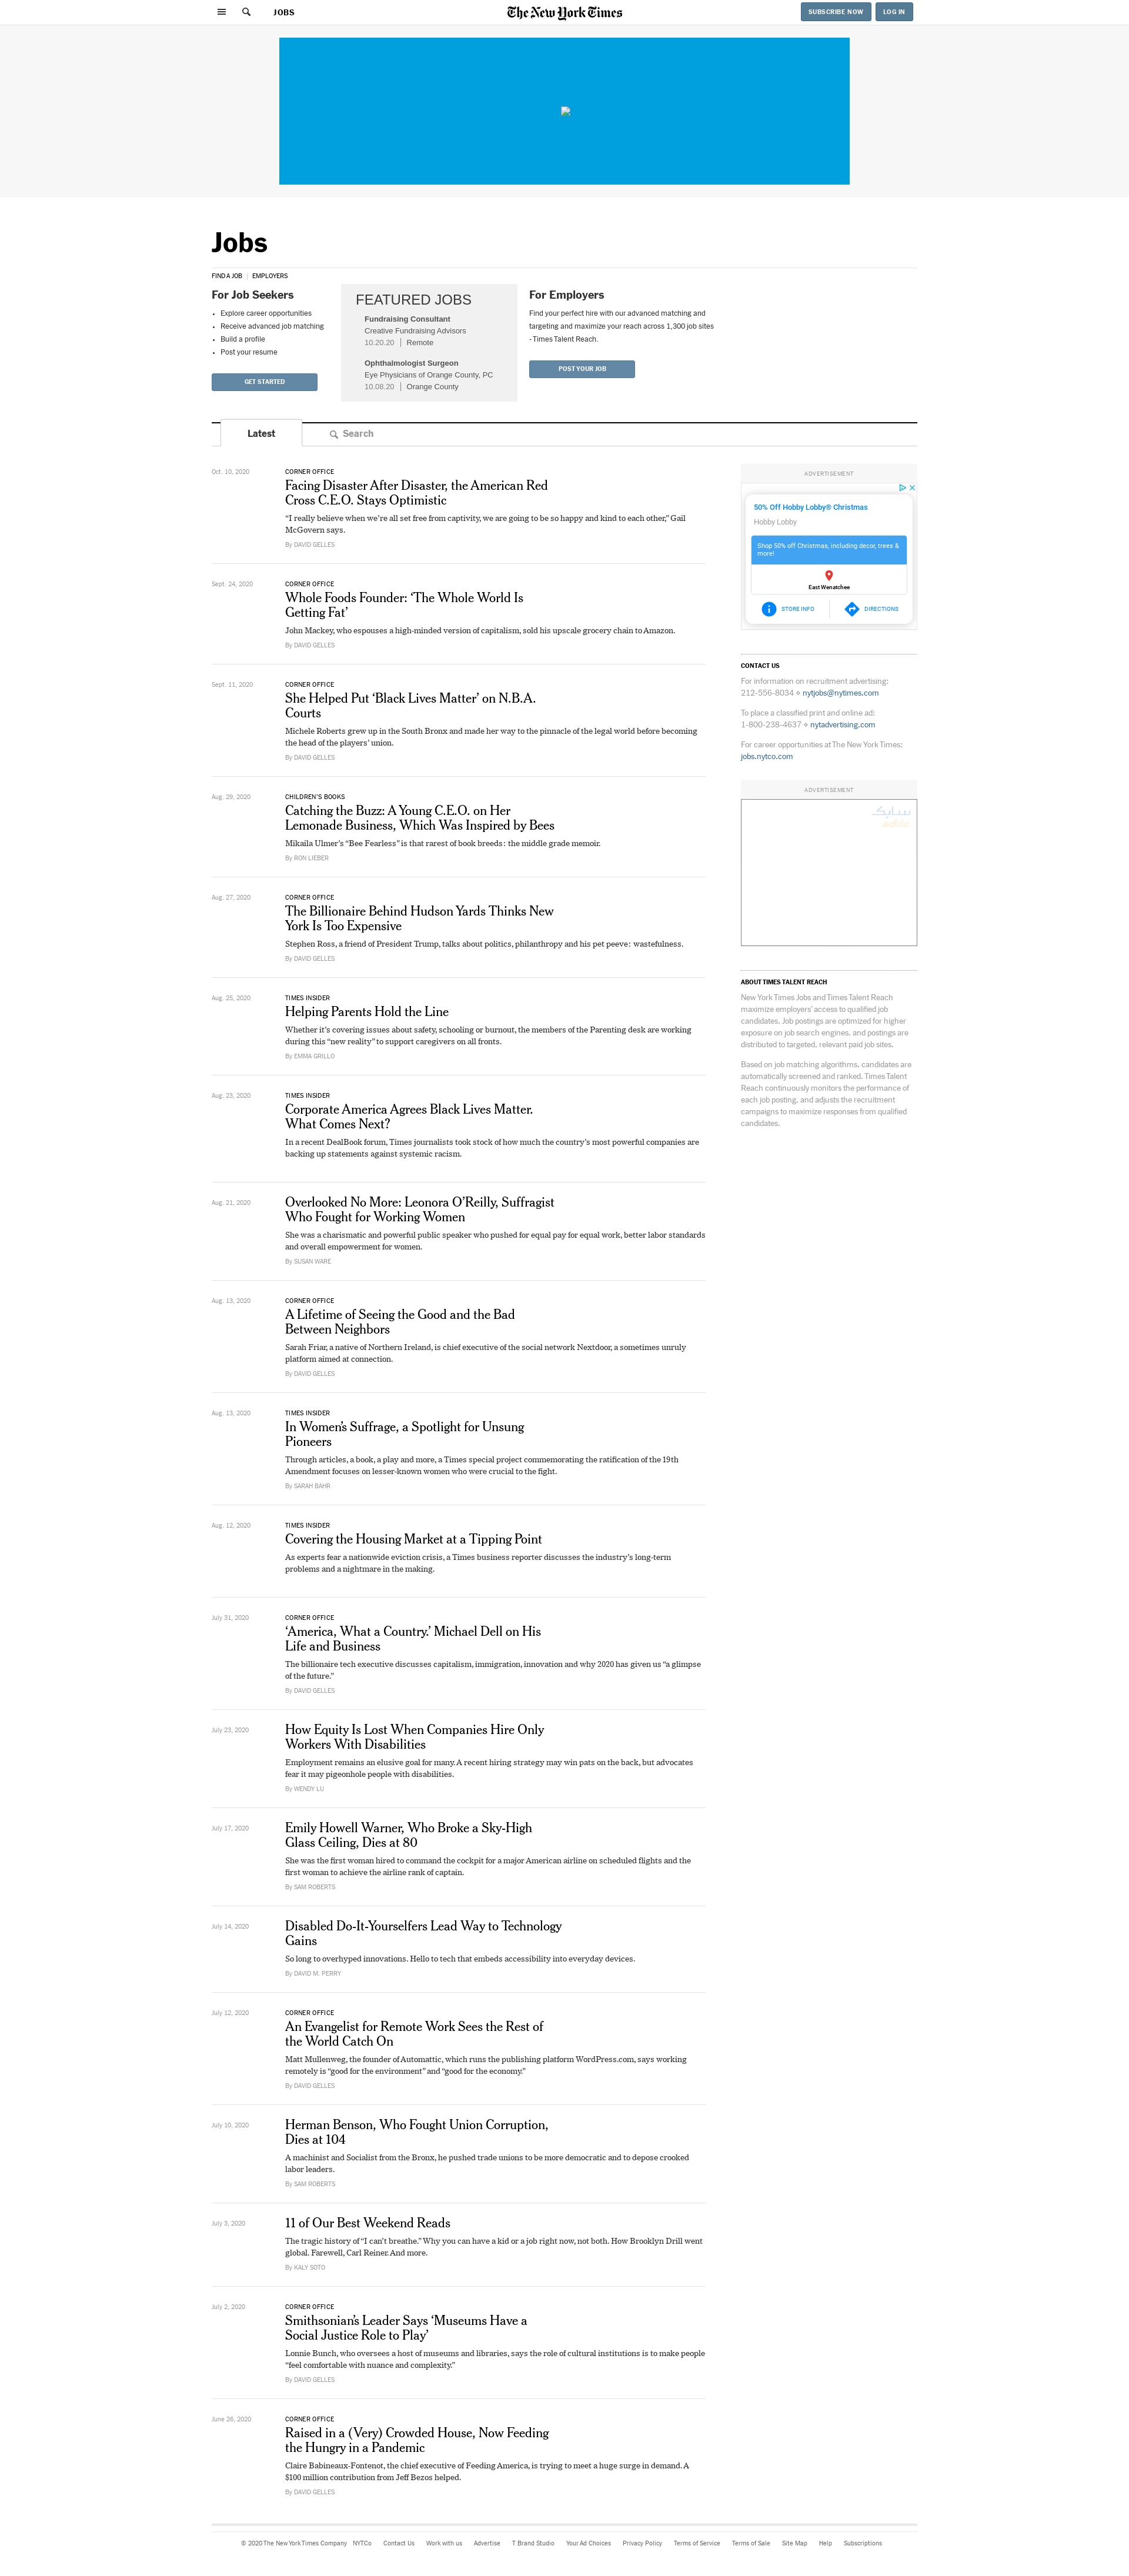 JOBS
The New York Times
SUBSCRIBE NOW
LOG IN
Jobs
FIND A JOB | EMPLOYERS
For Job Seekers
• Explore career opportunities
• Receive advanced job matching
• Build a profile
• Post your resume
GET STARTED
FEATURED JOBS
Fundraising Consultant
Creative Fundraising Advisors
10.20.20 | Remote
Ophthalmologist Surgeon
Eye Physicians of Orange County, PC
10.08.20 | Orange County
For Employers
Find your perfect hire with our advanced matching and
targeting and maximize your reach across 1,300 job sites
- Times Talent Reach.
POST YOUR JOB
Latest
Search
Oct. 10, 2020
CORNER OFFICE
Facing Disaster After Disaster, the American Red
Cross C.E.O. Stays Optimistic
“I really believe when we’re all set free from captivity, we are going to be so happy and kind to each other,” Gail
McGovern says.
By DAVID GELLES
Sept. 24, 2020
CORNER OFFICE
Whole Foods Founder: ‘The Whole World Is
Getting Fat’
John Mackey, who espouses a high-minded version of capitalism, sold his upscale grocery chain to Amazon.
By DAVID GELLES
Sept. 11, 2020
CORNER OFFICE
She Helped Put ‘Black Lives Matter’ on N.B.A.
Courts
Michele Roberts grew up in the South Bronx and made her way to the pinnacle of the legal world before becoming
the head of the players’ union.
By DAVID GELLES
Aug. 29, 2020
CHILDREN’S BOOKS
Catching the Buzz: A Young C.E.O. on Her
Lemonade Business, Which Was Inspired by Bees
Mikaila Ulmer’s “Bee Fearless” is that rarest of book breeds: the middle grade memoir.
By RON LIEBER
Aug. 27, 2020
CORNER OFFICE
The Billionaire Behind Hudson Yards Thinks New
York Is Too Expensive
Stephen Ross, a friend of President Trump, talks about politics, philanthropy and his pet peeve: wastefulness.
By DAVID GELLES
Aug. 25, 2020
TIMES INSIDER
Helping Parents Hold the Line
Whether it’s covering issues about safety, schooling or burnout, the members of the Parenting desk are working
during this “new reality” to support caregivers on all fronts.
By EMMA GRILLO
Aug. 23, 2020
TIMES INSIDER
Corporate America Agrees Black Lives Matter.
What Comes Next?
In a recent DealBook forum, Times journalists took stock of how much the country’s most powerful companies are
backing up statements against systemic racism.
Aug. 21, 2020
Overlooked No More: Leonora O’Reilly, Suffragist
Who Fought for Working Women
She was a charismatic and powerful public speaker who pushed for equal pay for equal work, better labor standards
and overall empowerment for women.
By SUSAN WARE
Aug. 13, 2020
CORNER OFFICE
A Lifetime of Seeing the Good and the Bad
Between Neighbors
Sarah Friar, a native of Northern Ireland, is chief executive of the social network Nextdoor, a sometimes unruly
platform aimed at connection.
By DAVID GELLES
Aug. 13, 2020
TIMES INSIDER
In Women’s Suffrage, a Spotlight for Unsung
Pioneers
Through articles, a book, a play and more, a Times special project commemorating the ratification of the 19th
Amendment focuses on lesser-known women who were crucial to the fight.
By SARAH BAHR
Aug. 12, 2020
TIMES INSIDER
Covering the Housing Market at a Tipping Point
As experts fear a nationwide eviction crisis, a Times business reporter discusses the industry’s long-term
problems and a nightmare in the making.
July 31, 2020
CORNER OFFICE
‘America, What a Country.’ Michael Dell on His
Life and Business
The billionaire tech executive discusses capitalism, immigration, innovation and why 2020 has given us “a glimpse
of the future.”
By DAVID GELLES
July 23, 2020
How Equity Is Lost When Companies Hire Only
Workers With Disabilities
Employment remains an elusive goal for many. A recent hiring strategy may win pats on the back, but advocates
fear it may pigeonhole people with disabilities.
By WENDY LU
July 17, 2020
Emily Howell Warner, Who Broke a Sky-High
Glass Ceiling, Dies at 80
She was the first woman hired to command the cockpit for a major American airline on scheduled flights and the
first woman to achieve the airline rank of captain.
By SAM ROBERTS
July 14, 2020
Disabled Do-It-Yourselfers Lead Way to Technology
Gains
So long to overhyped innovations. Hello to tech that embeds accessibility into everyday devices.
By DAVID M. PERRY
July 12, 2020
CORNER OFFICE
An Evangelist for Remote Work Sees the Rest of
the World Catch On
Matt Mullenweg, the founder of Automattic, which runs the publishing platform WordPress.com, says working
remotely is “good for the environment” and “good for the economy.”
By DAVID GELLES
July 10, 2020
Herman Benson, Who Fought Union Corruption,
Dies at 104
A machinist and Socialist from the Bronx, he pushed trade unions to be more democratic and to depose crooked
labor leaders.
By SAM ROBERTS
July 3, 2020
11 of Our Best Weekend Reads
The tragic history of “I can’t breathe.” Why you can have a kid or a job right now, not both. How Brooklyn Drill went
global. Farewell, Carl Reiner. And more.
By KALY SOTO
July 2, 2020
CORNER OFFICE
Smithsonian’s Leader Says ‘Museums Have a
Social Justice Role to Play’
Lonnie Bunch, who oversees a host of museums and libraries, says the role of cultural institutions is to make people
“feel comfortable with nuance and complexity.”
By DAVID GELLES
June 26, 2020
CORNER OFFICE
Raised in a (Very) Crowded House, Now Feeding
the Hungry in a Pandemic
Claire Babineaux-Fontenot, the chief executive of Feeding America, is trying to meet a huge surge in demand. A
$100 million contribution from Jeff Bezos helped.
By DAVID GELLES
ADVERTISEMENT
50% Off Hobby Lobby® Christmas
Hobby Lobby
Shop 50% off Christmas, including decor, trees &
more!
East Wenatchee
STORE INFO
DIRECTIONS
CONTACT US
For information on recruitment advertising:
212-556-8034 ⋄ nytjobs@nytimes.com
To place a classified print and online ad:
1-800-238-4637 ⋄ nytadvertising.com
For career opportunities at The New York Times:
jobs.nytco.com
ADVERTISEMENT
سابك
sabic
ABOUT TIMES TALENT REACH
New York Times Jobs and Times Talent Reach
maximize employers’ access to qualified job
candidates. Job postings are optimized for higher
exposure on job search engines, and postings are
distributed to targeted, relevant paid job sites.
Based on job matching algorithms, candidates are
automatically screened and ranked. Times Talent
Reach continuously monitors the performance of
each job posting, and adjusts the recruitment
campaigns to maximize responses from qualified
candidates.
© 2020 The New York Times Company NYTCo Contact Us Work with us Advertise T Brand Studio Your Ad Choices Privacy Policy Terms of Service Terms of Sale Site Map Help Subscriptions